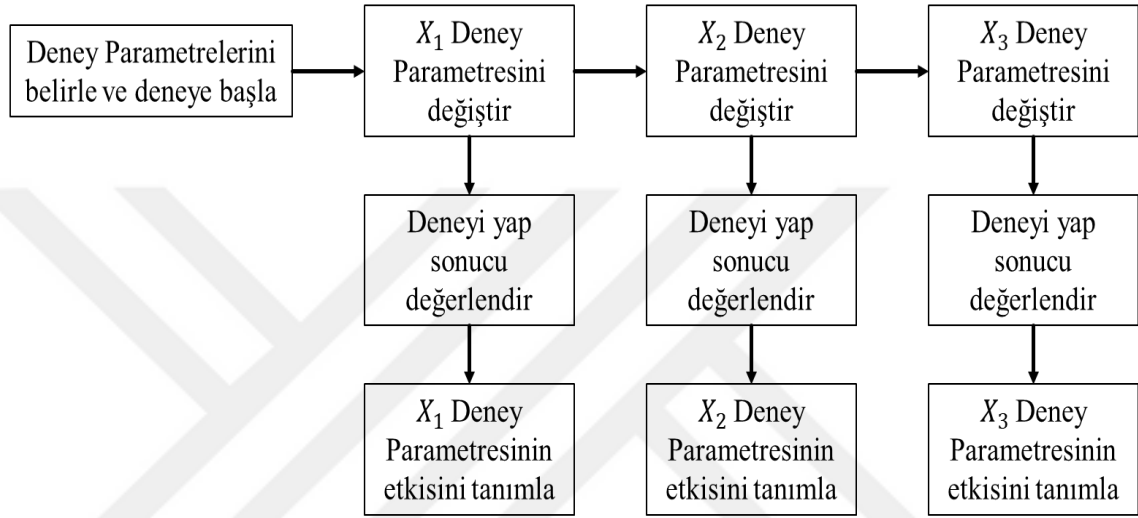 Deney Parametrelerini
belirle ve deneye başla
X₁ Deney
Parametresini
değiştir
X₂ Deney
Parametresini
değiştir
X₃ Deney
Parametresini
değiştir
Deneyi yap
sonucu
değerlendir
Deneyi yap
sonucu
değerlendir
Deneyi yap
sonucu
değerlendir
X₁ Deney
Parametresinin
etkisini tanımla
X₂ Deney
Parametresinin
etkisini tanımla
X₃ Deney
Parametresinin
etkisini tanımla